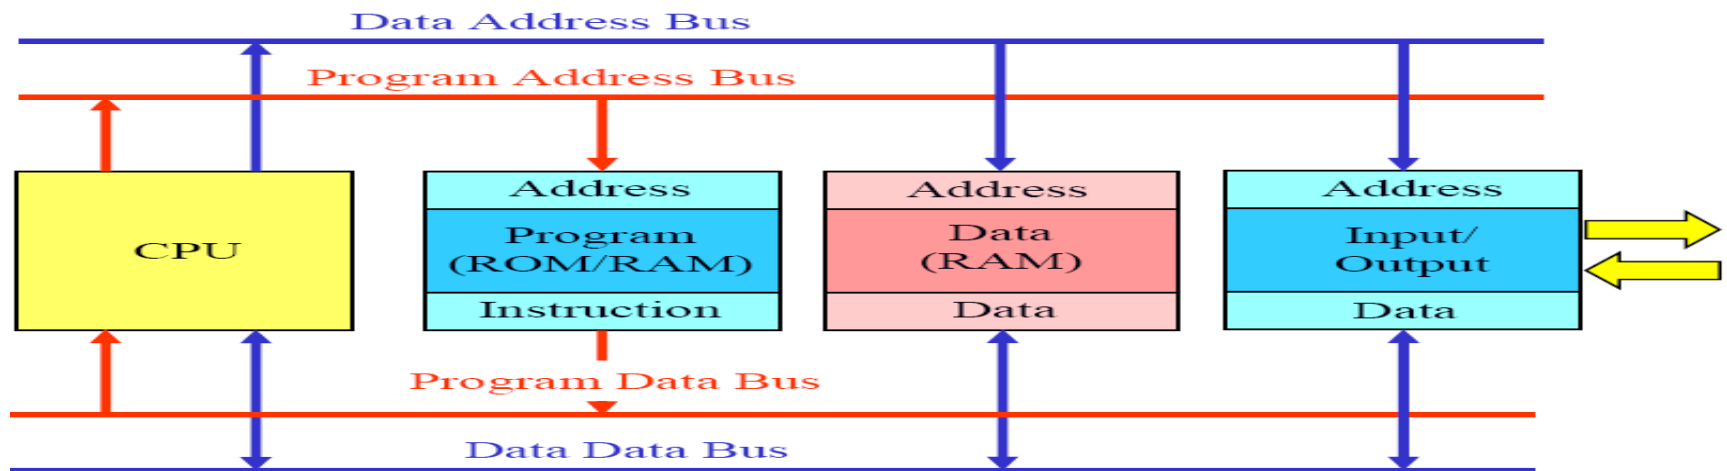 Data Address Bus
Program Address Bus
CPU
Address
Program
(ROM/RAM)
Instruction
Address
Data
(RAM)
Data
Address
Input/
Output
Data
Program Data Bus
Data Data Bus